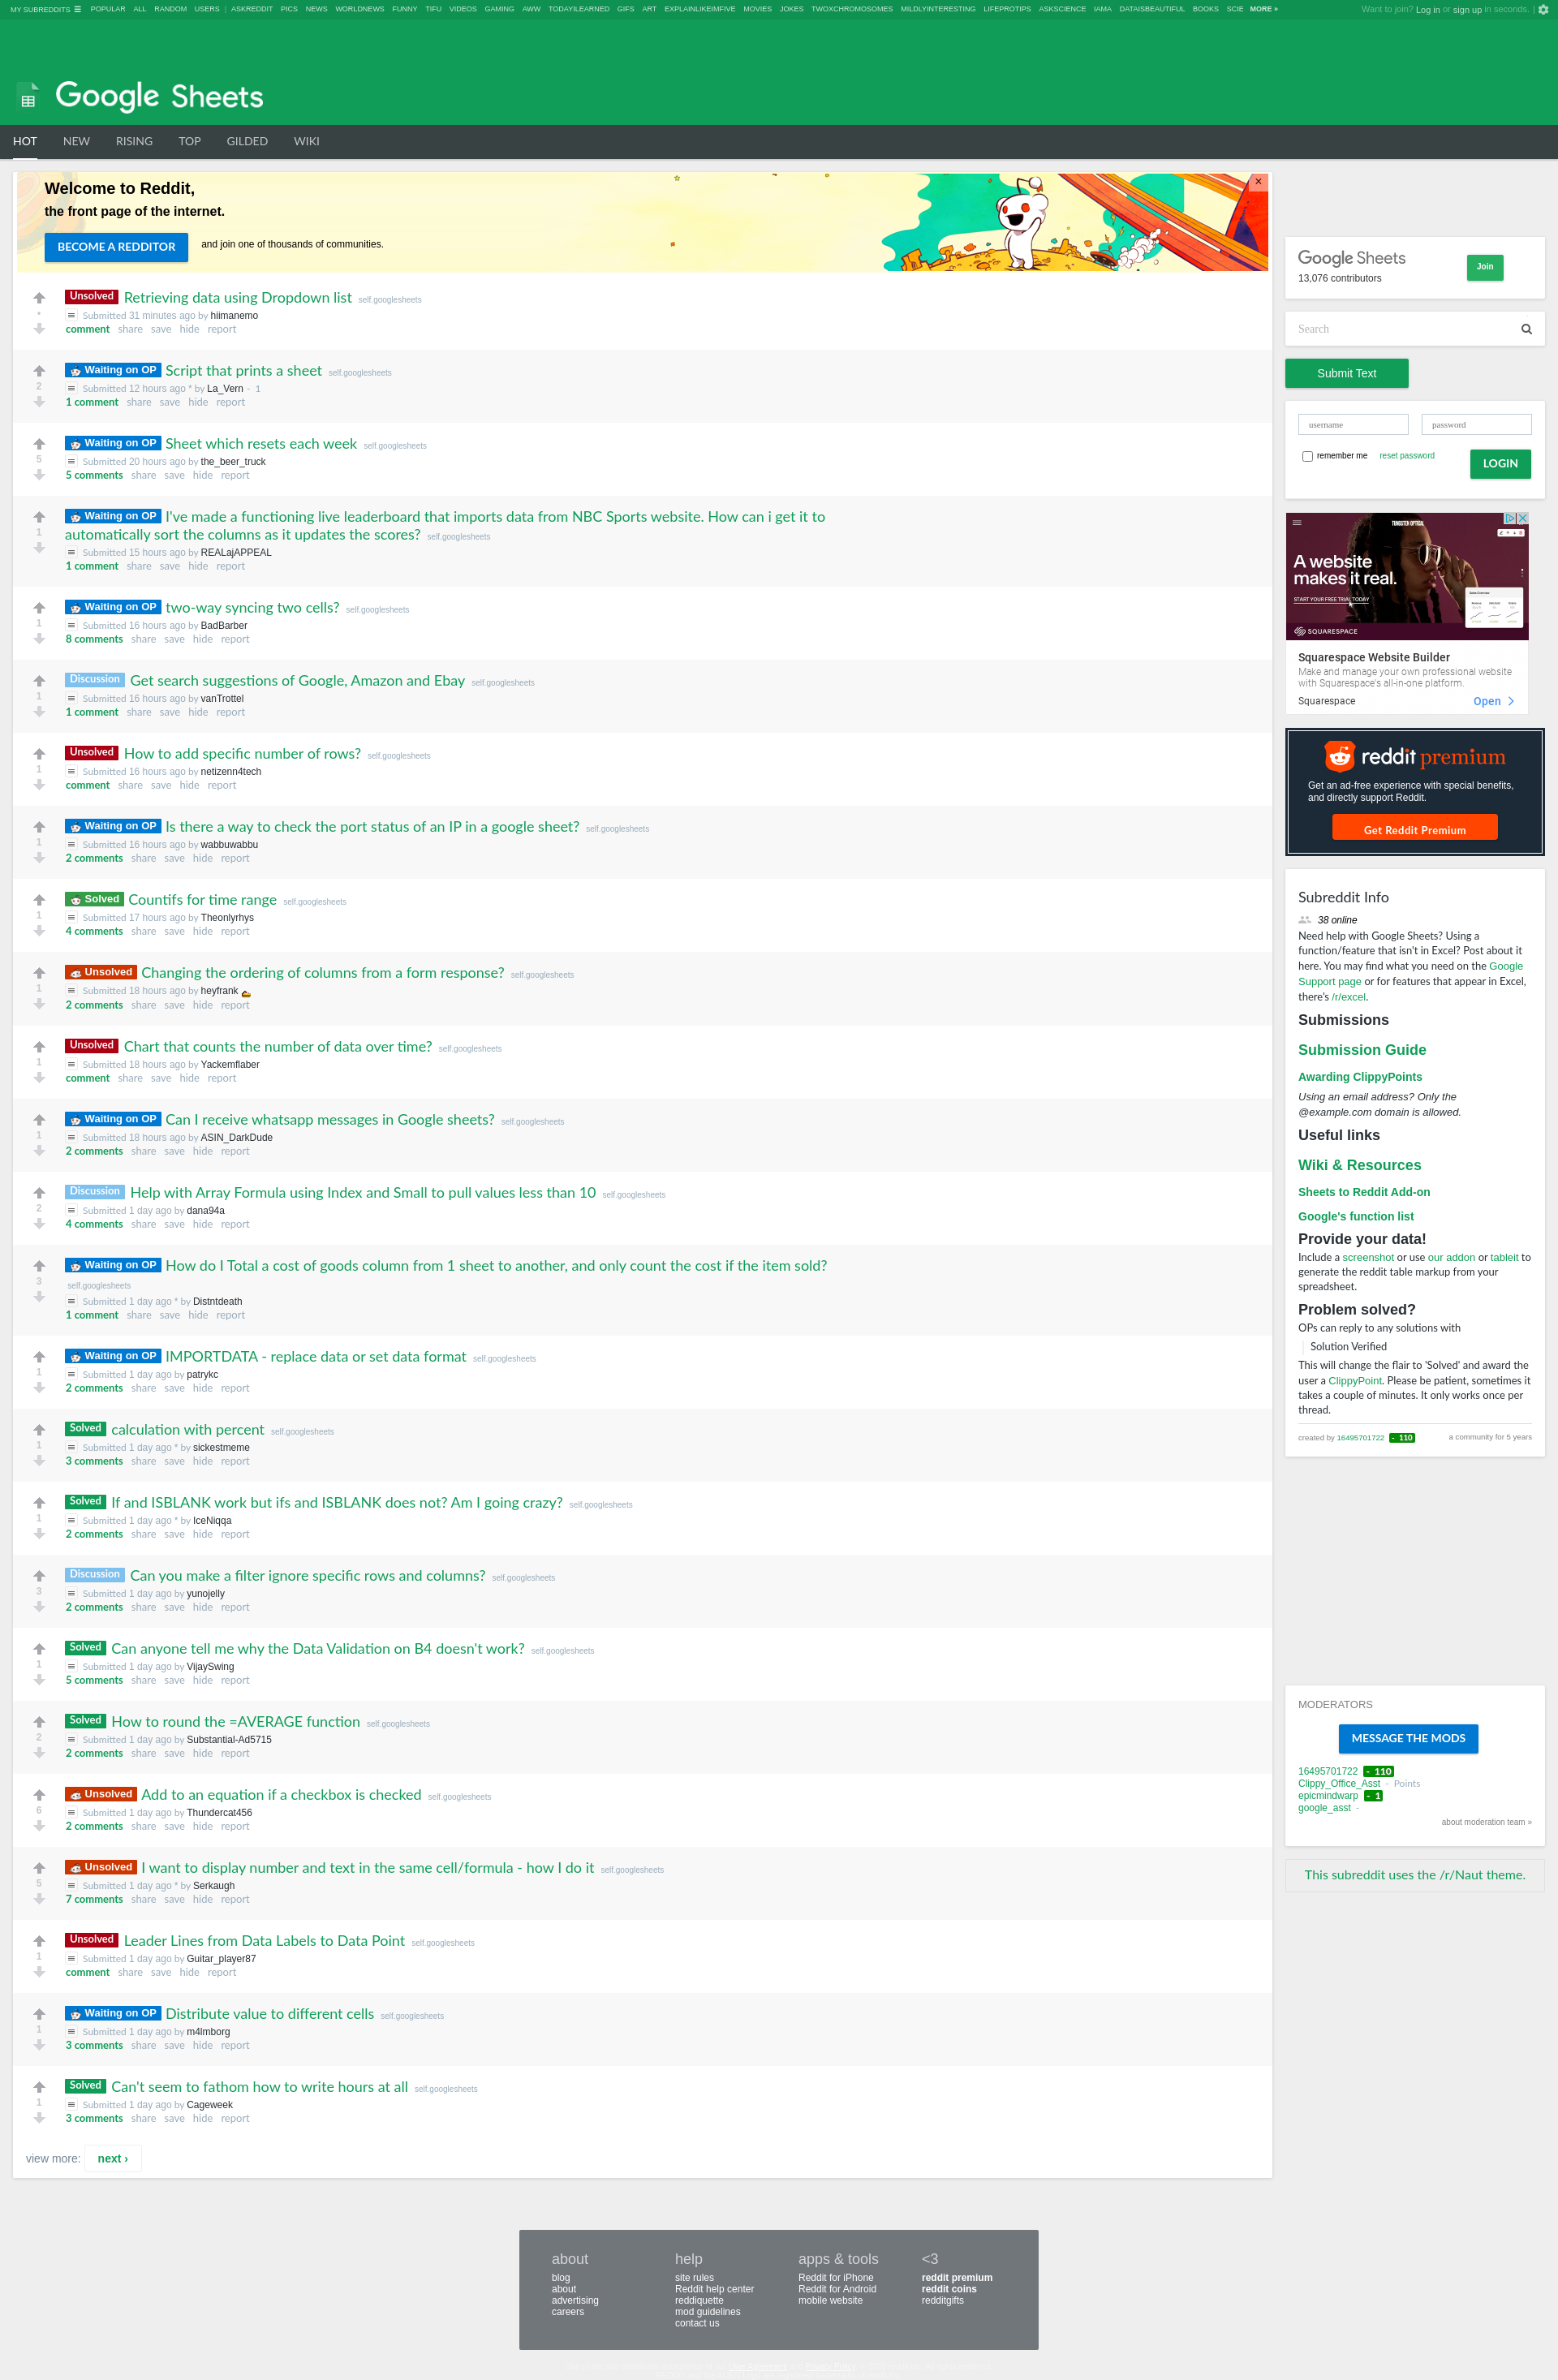 MY SUBREDDITS POPULAR ALL RANDOM USERS | ASKREDDIT PICS NEWS WORLDNEWS FUNNY TIFU VIDEOS GAMING AWW TODAYILEARNED GIFS ART EXPLAINLIKEIMFIVE MOVIES JOKES TWOXCHROMOSOMES MILDLYINTERESTING LIFEPROTIPS ASKSCIENCE IAMA DATAISBEAUTIFUL BOOKS SCIE MORE »
Want to join? Log in or sign up in seconds. |
Google Sheets
HOT NEW RISING TOP GILDED WIKI
Welcome to Reddit,
the front page of the internet.
BECOME A REDDITOR and join one of thousands of communities.
×
Unsolved Retrieving data using Dropdown list self.googlesheets
•
Submitted 31 minutes ago by hiimanemo
comment share save hide report
Waiting on OP Script that prints a sheet self.googlesheets
2
Submitted 12 hours ago * by La_Vern - 1
1 comment share save hide report
Waiting on OP Sheet which resets each week self.googlesheets
5
Submitted 20 hours ago by the_beer_truck
5 comments share save hide report
Waiting on OP I've made a functioning live leaderboard that imports data from NBC Sports website. How can i get it to
1
automatically sort the columns as it updates the scores? self.googlesheets
Submitted 15 hours ago by REALajAPPEAL
1 comment share save hide report
Waiting on OP two-way syncing two cells? self.googlesheets
1
Submitted 16 hours ago by BadBarber
8 comments share save hide report
Discussion Get search suggestions of Google, Amazon and Ebay self.googlesheets
1
Submitted 16 hours ago by vanTrottel
1 comment share save hide report
Unsolved How to add specific number of rows? self.googlesheets
1
Submitted 16 hours ago by netizenn4tech
comment share save hide report
Waiting on OP Is there a way to check the port status of an IP in a google sheet? self.googlesheets
1
Submitted 16 hours ago by wabbuwabbu
2 comments share save hide report
Solved Countifs for time range self.googlesheets
1
Submitted 17 hours ago by Theonlyrhys
4 comments share save hide report
Unsolved Changing the ordering of columns from a form response? self.googlesheets
1
Submitted 18 hours ago by heyfrank
2 comments share save hide report
Unsolved Chart that counts the number of data over time? self.googlesheets
1
Submitted 18 hours ago by Yackemflaber
comment share save hide report
Waiting on OP Can I receive whatsapp messages in Google sheets? self.googlesheets
1
Submitted 18 hours ago by ASIN_DarkDude
2 comments share save hide report
Discussion Help with Array Formula using Index and Small to pull values less than 10 self.googlesheets
2
Submitted 1 day ago by dana94a
4 comments share save hide report
Waiting on OP How do I Total a cost of goods column from 1 sheet to another, and only count the cost if the item sold?
3
self.googlesheets
Submitted 1 day ago * by Distntdeath
1 comment share save hide report
Waiting on OP IMPORTDATA - replace data or set data format self.googlesheets
1
Submitted 1 day ago by patrykc
2 comments share save hide report
Solved calculation with percent self.googlesheets
1
Submitted 1 day ago * by sickestmeme
3 comments share save hide report
Solved If and ISBLANK work but ifs and ISBLANK does not? Am I going crazy? self.googlesheets
1
Submitted 1 day ago * by IceNiqqa
2 comments share save hide report
Discussion Can you make a filter ignore specific rows and columns? self.googlesheets
3
Submitted 1 day ago by yunojelly
2 comments share save hide report
Solved Can anyone tell me why the Data Validation on B4 doesn't work? self.googlesheets
1
Submitted 1 day ago by VijaySwing
5 comments share save hide report
Solved How to round the =AVERAGE function self.googlesheets
2
Submitted 1 day ago by Substantial-Ad5715
2 comments share save hide report
Unsolved Add to an equation if a checkbox is checked self.googlesheets
6
Submitted 1 day ago by Thundercat456
2 comments share save hide report
Unsolved I want to display number and text in the same cell/formula - how I do it self.googlesheets
5
Submitted 1 day ago * by Serkaugh
7 comments share save hide report
Unsolved Leader Lines from Data Labels to Data Point self.googlesheets
1
Submitted 1 day ago by Guitar_player87
comment share save hide report
Waiting on OP Distribute value to different cells self.googlesheets
1
Submitted 1 day ago by m4lmborg
3 comments share save hide report
Solved Can't seem to fathom how to write hours at all self.googlesheets
1
Submitted 1 day ago by Cageweek
3 comments share save hide report
view more: next ›
Google Sheets
Join
13,076 contributors
Search
Submit Text
username password
remember me reset password LOGIN
TUNGSTEN OPTICAL
A website
makes it real.
START YOUR FREE TRIAL TODAY
SQUARESPACE
Squarespace Website Builder
Make and manage your own professional website
with Squarespace's all-in-one platform.
Squarespace Open
reddit premium
Get an ad-free experience with special benefits,
and directly support Reddit.
Get Reddit Premium
Subreddit Info
38 online
Need help with Google Sheets? Using a
function/feature that isn't in Excel? Post about it
here. You may find what you need on the Google
Support page or for features that appear in Excel,
there's /r/excel.
Submissions
Submission Guide
Awarding ClippyPoints
Using an email address? Only the
@example.com domain is allowed.
Useful links
Wiki & Resources
Sheets to Reddit Add-on
Google's function list
Provide your data!
Include a screenshot or use our addon or tableit to
generate the reddit table markup from your
spreadsheet.
Problem solved?
OPs can reply to any solutions with
Solution Verified
This will change the flair to 'Solved' and award the
user a ClippyPoint. Please be patient, sometimes it
takes a couple of minutes. It only works once per
thread.
created by 16495701722 - 110 a community for 5 years
MODERATORS
MESSAGE THE MODS
16495701722 - 110
Clippy_Office_Asst - Points
epicmindwarp - 1
google_asst -
about moderation team »
This subreddit uses the /r/Naut theme.
about
blog
about
advertising
careers
help
site rules
Reddit help center
reddiquette
mod guidelines
contact us
apps & tools
Reddit for iPhone
Reddit for Android
mobile website
<3
reddit premium
reddit coins
redditgifts